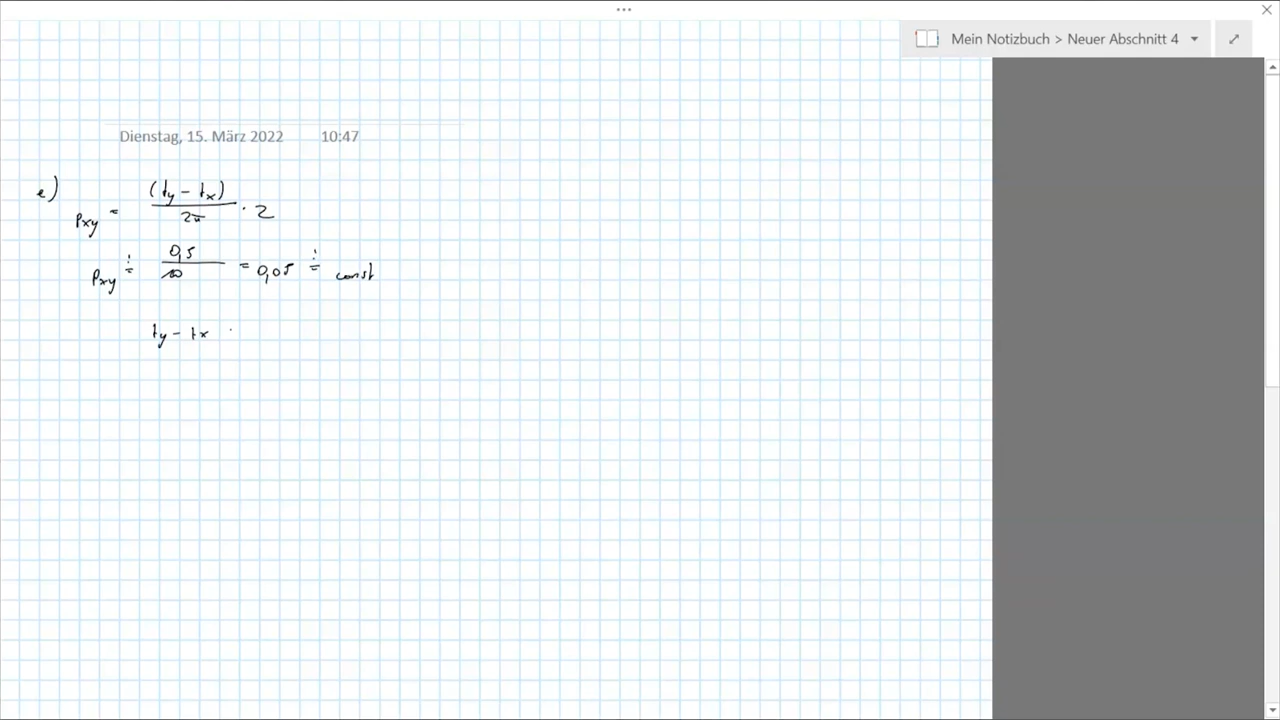 Mein Notizbuch > Neuer Abschnitt 4
Dienstag, 15. März 2022 10:47
e)
Pxy = (ty - tx) / 2π · 2
Pxy != 0,5 / 10 = 0,05 != const
ty - tx